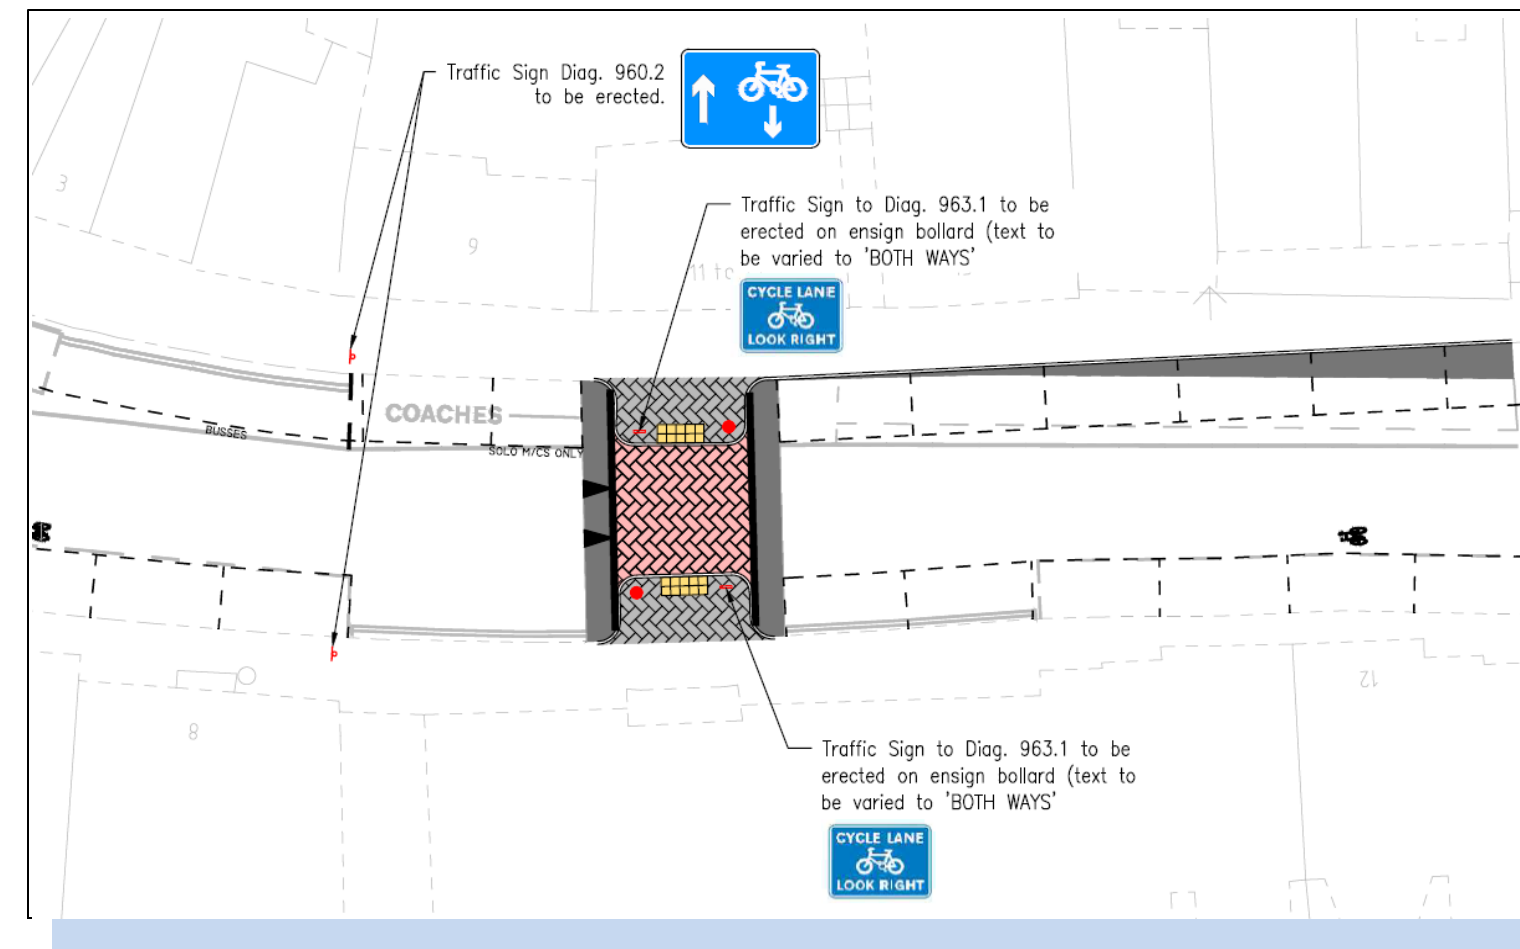 Traffic Sign Diag. 960.2
to be erected.
3
Traffic Sign to Diag. 963.1 to be
erected on ensign bollard (text to
be varied to 'BOTH WAYS'
9
11 to
CYCLE LANE
LOOK RIGHT
COACHES
BUSSES
SOLO M/CS ONLY
12
8
Traffic Sign to Diag. 963.1 to be
erected on ensign bollard (text to
be varied to 'BOTH WAYS'
CYCLE LANE
LOOK RIGHT